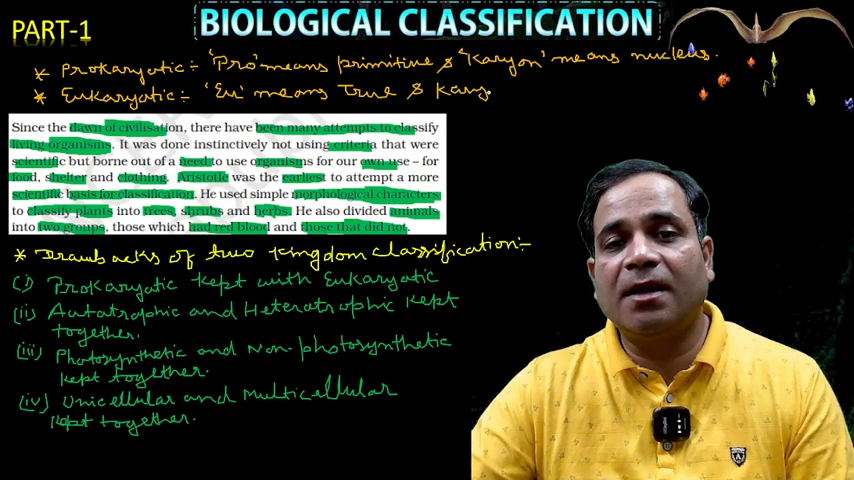 PART-1
BIOLOGICAL CLASSIFICATION
* Prokaryotic:- 'Pro' means primitive & 'Karyon' means nucleus.
* Eukaryotic:- 'Eu' means True & Kary
Since the dawn of civilisation, there have been many attempts to classify
living organisms. It was done instinctively not using criteria that were
scientific but borne out of a need to use organisms for our own use – for
food, shelter and clothing. Aristotle was the earliest to attempt a more
scientific basis for classification. He used simple morphological characters
to classify plants into trees, shrubs and herbs. He also divided animals
into two groups, those which had red blood and those that did not.
* Drawbacks of two Kingdom classification:-
(i) Prokaryotic kept with Eukaryotic
(ii) Autotrophic and Heterotrophic kept
together.
(iii) Photosynthetic and Non-photosynthetic
kept together.
(iv) Unicellular and Multicellular
kept together.